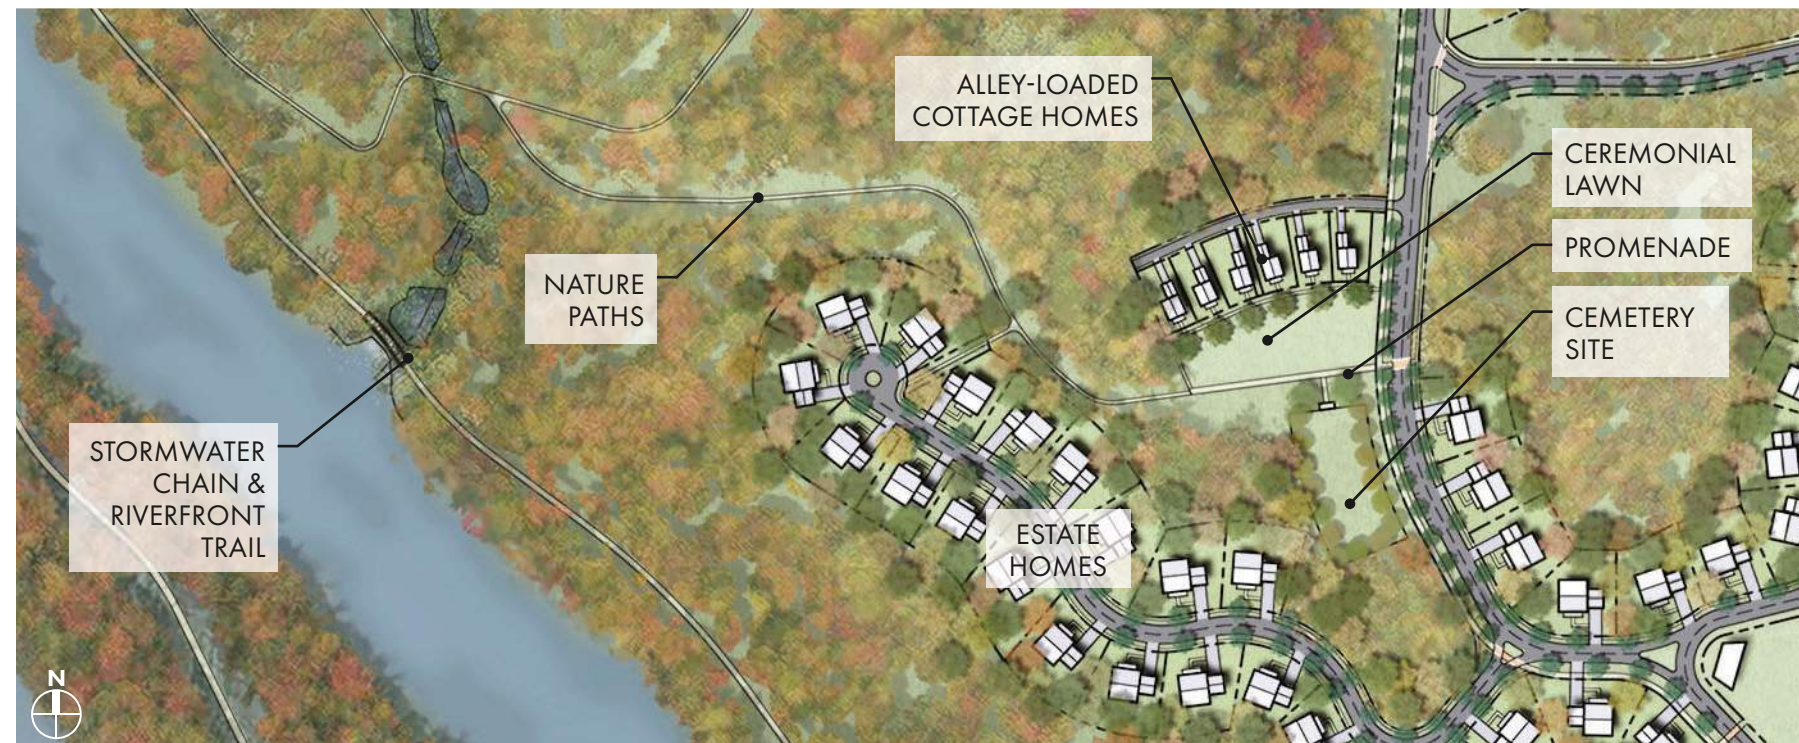 ALLEY-LOADED
COTTAGE HOMES
CEREMONIAL
LAWN
PROMENADE
NATURE
PATHS
CEMETERY
SITE
STORMWATER
CHAIN &
RIVERFRONT
TRAIL
ESTATE
HOMES
N